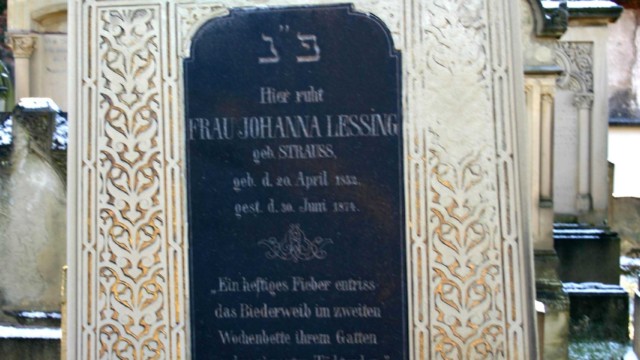 פ״נ
Hier ruht
FRAU JOHANNA LESSING
geb. STRAUSS,
geb. d. 20. April 1852.
gest. d. 30. Juni 1874.
„Ein heftiges Fieber entriss
das Biederweib im zweiten
Wochenbette ihrem Gatten